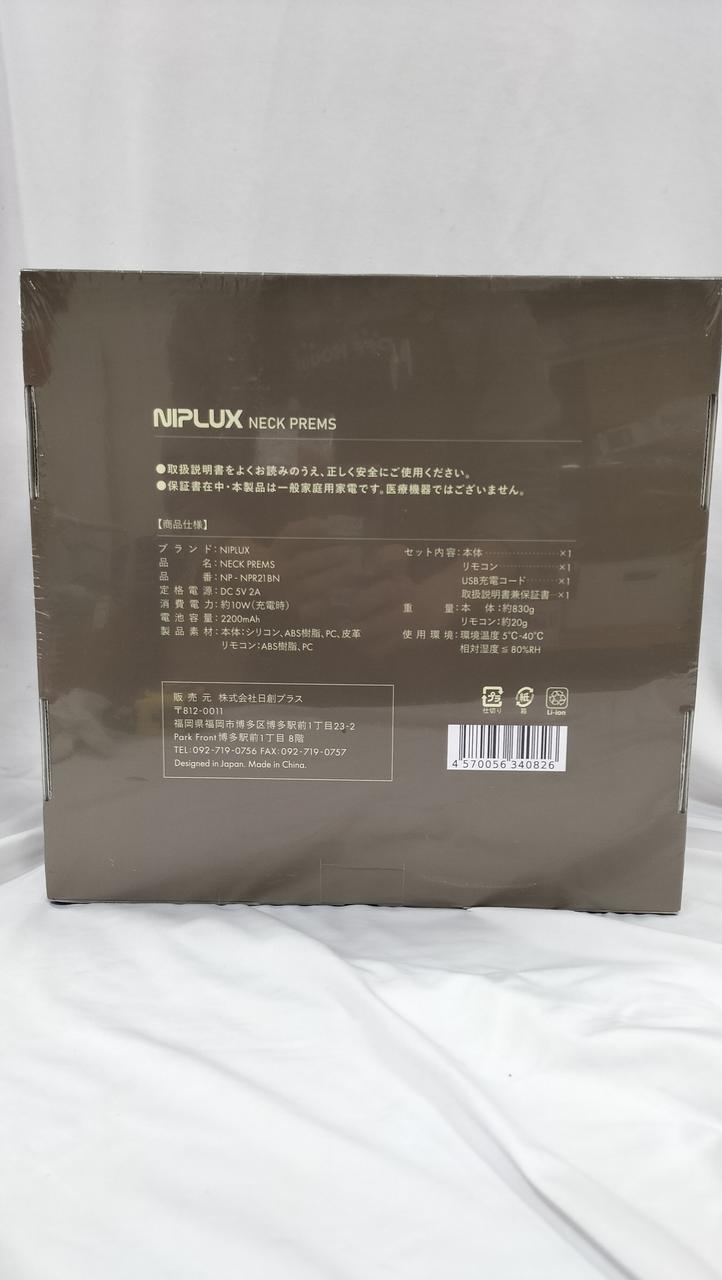 NIPLUX NECK PREMS
●取扱説明書をよくお読みのうえ、正しく安全にご使用ください。
●保証書在中・本製品は一般家庭用家電です。医療機器ではございません。
【商品仕様】
ブランド：NIPLUX
品名：NECK PREMS
品番：NP - NPR21BN
定格電源：DC 5V 2A
消費電力：約10W（充電時）
電池容量：2200mAh
製品素材：本体：シリコン、ABS樹脂、PC、皮革
リモコン：ABS樹脂、PC
セット内容：本体………………×1
リモコン……………×1
USB充電コード………×1
取扱説明書兼保証書…×1
重量：本体：約830g
リモコン：約20g
使用環境：環境温度 5℃-40℃
相対湿度 ≦ 80%RH
販売元 株式会社日創プラス
〒812-0011
福岡県福岡市博多区博多駅前1丁目23-2
Park Front 博多駅前1丁目 8階
TEL：092-719-0756 FAX：092-719-0757
Designed in Japan. Made in China.
プラ 紙
仕切り 箱 Li-ion
4 570056 340826